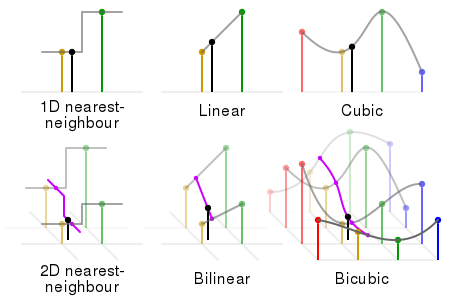 1D nearest-
neighbour
Linear
Cubic
2D nearest-
neighbour
Bilinear
Bicubic